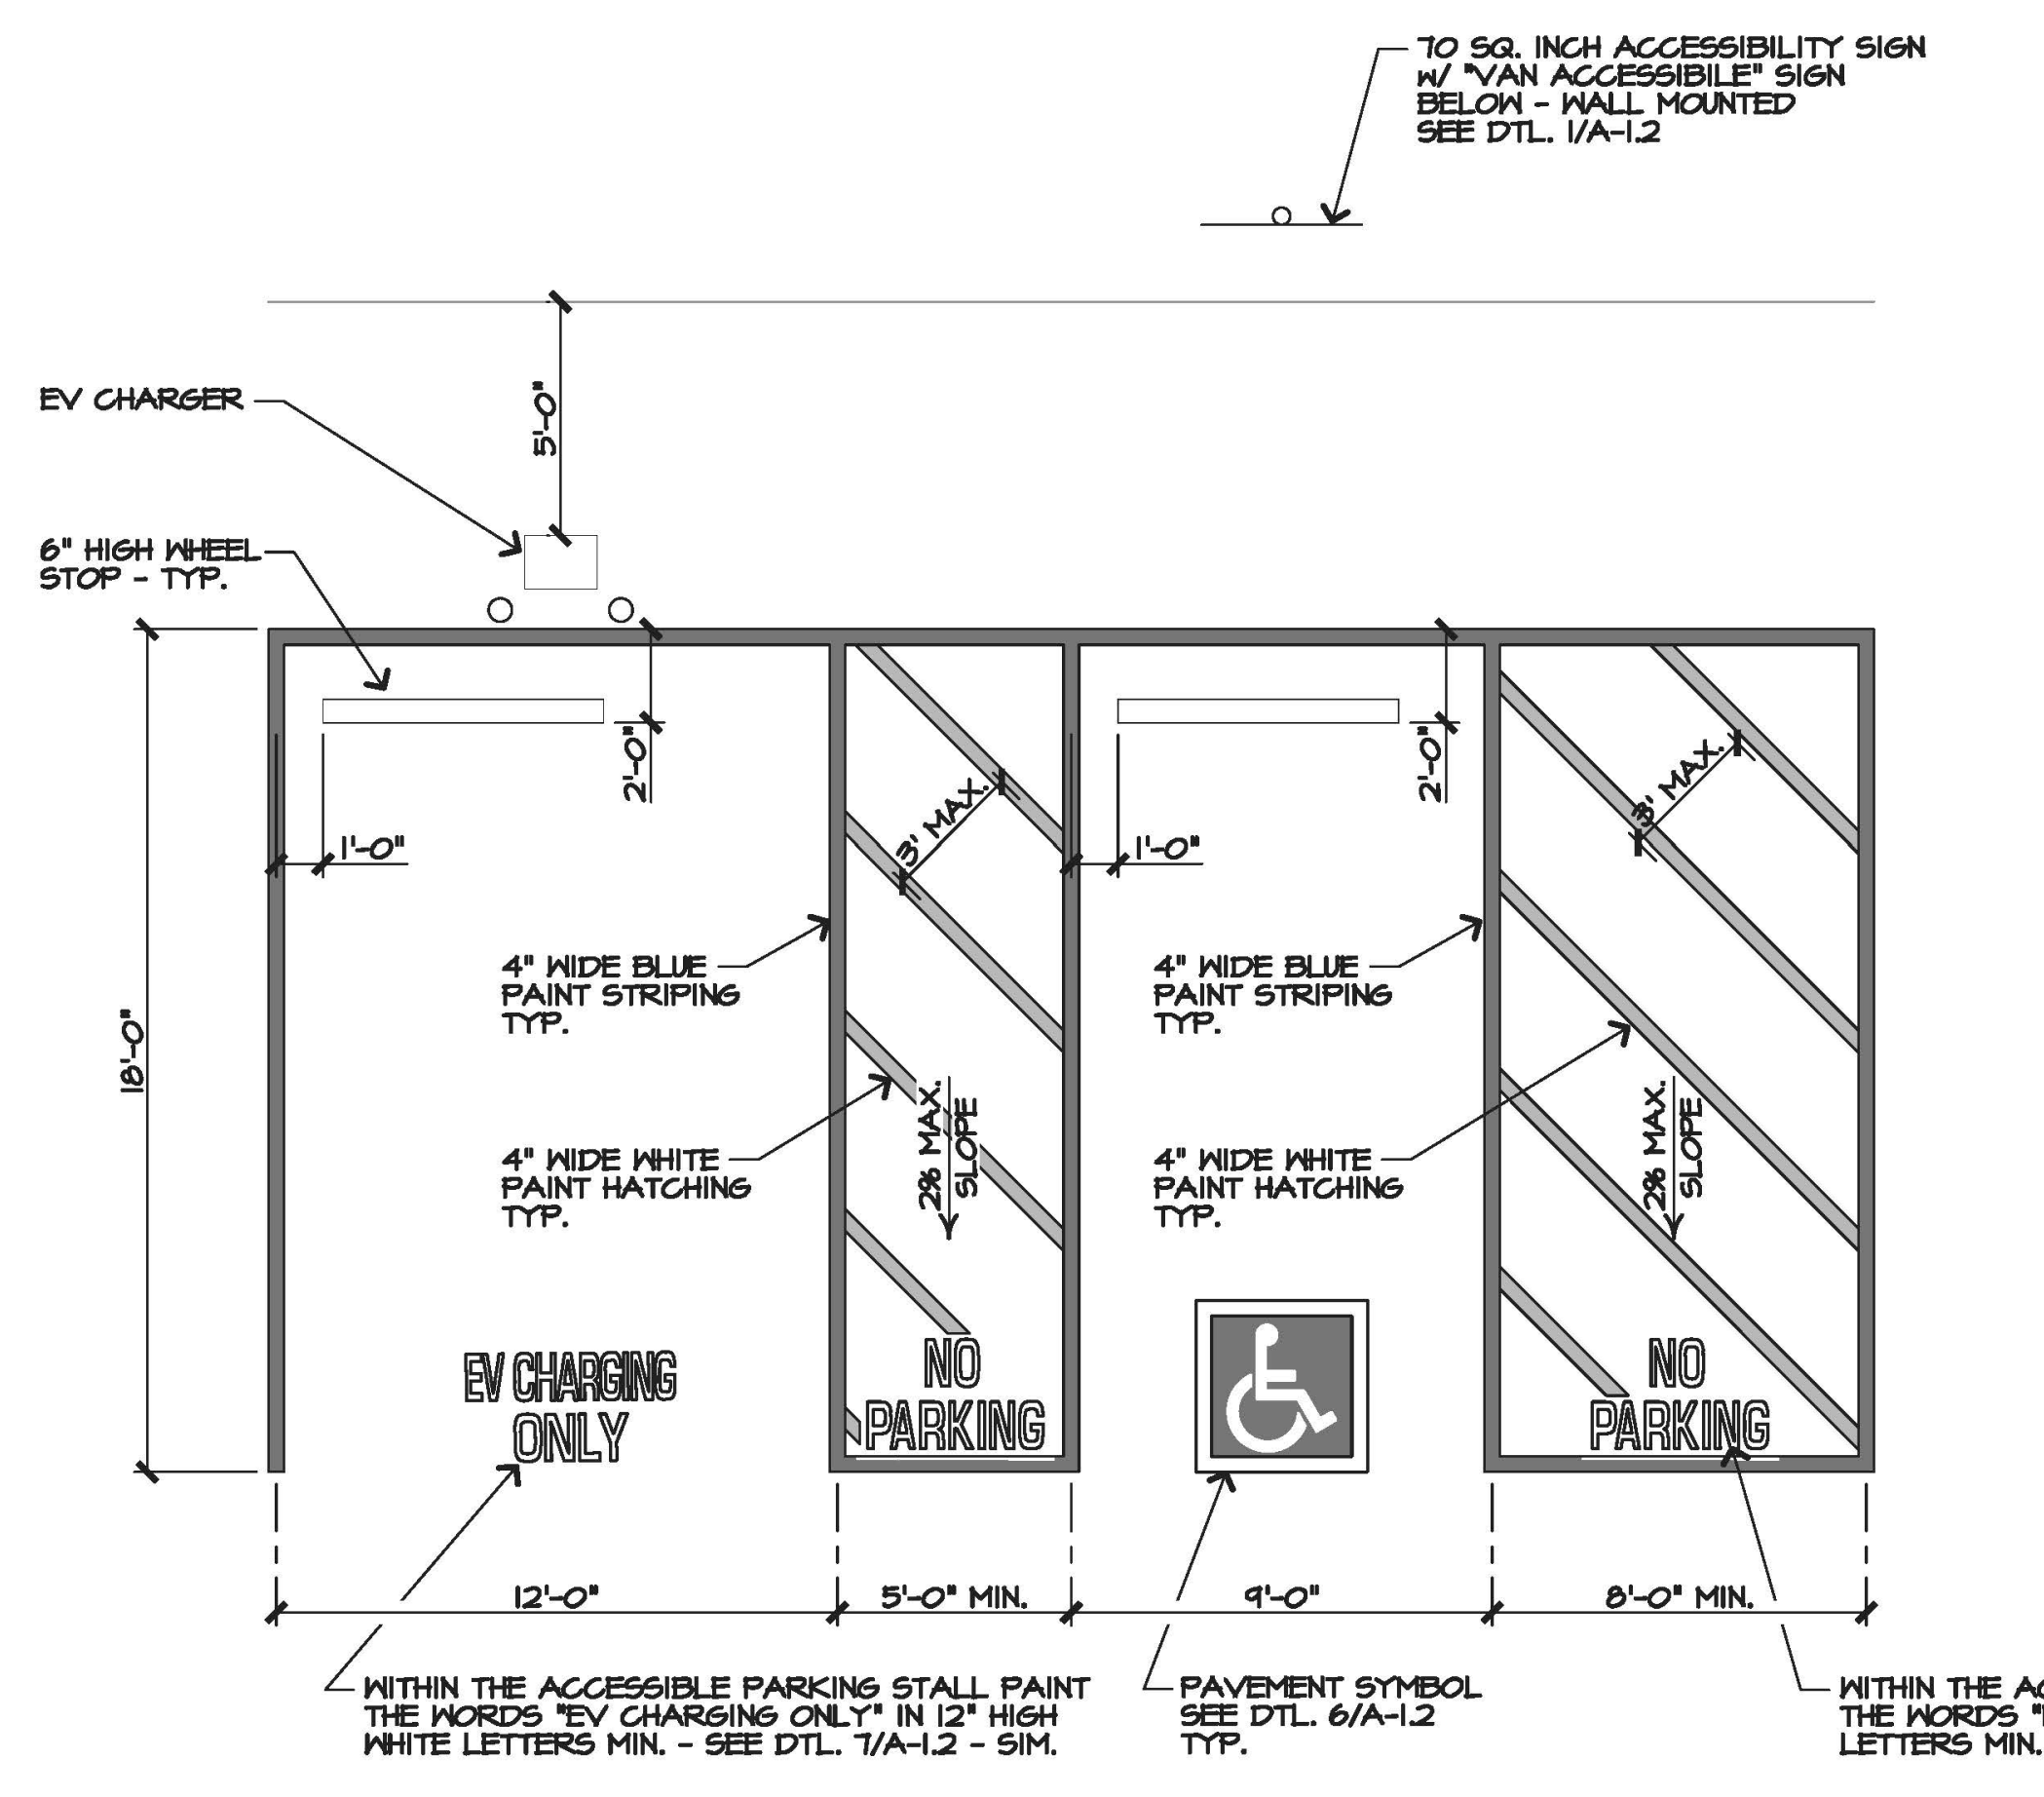 70 SQ. INCH ACCESSIBILITY SIGN
W/ "VAN ACCESSIBILE" SIGN
BELOW - WALL MOUNTED
SEE DTL. 1/A-1.2
EV CHARGER
5'-0"
6" HIGH WHEEL
STOP - TYP.
2'-0"
2'-0"
3' MAX.
3' MAX.
1'-0"
1'-0"
4" WIDE BLUE
PAINT STRIPING
TYP.
4" WIDE BLUE
PAINT STRIPING
TYP.
18'-0"
4" WIDE WHITE
PAINT HATCHING
TYP.
2% MAX.
SLOPE
4" WIDE WHITE
PAINT HATCHING
TYP.
2% MAX.
SLOPE
EV CHARGING
ONLY
NO
PARKING
NO
PARKING
12'-0"
5'-0" MIN.
9'-0"
8'-0" MIN.
WITHIN THE ACCESSIBLE PARKING STALL PAINT
THE WORDS "EV CHARGING ONLY" IN 12" HIGH
WHITE LETTERS MIN. - SEE DTL. 7/A-1.2 - SIM.
PAVEMENT SYMBOL
SEE DTL. 6/A-1.2
TYP.
WITHIN THE
THE WORDS
LETTERS MIN.